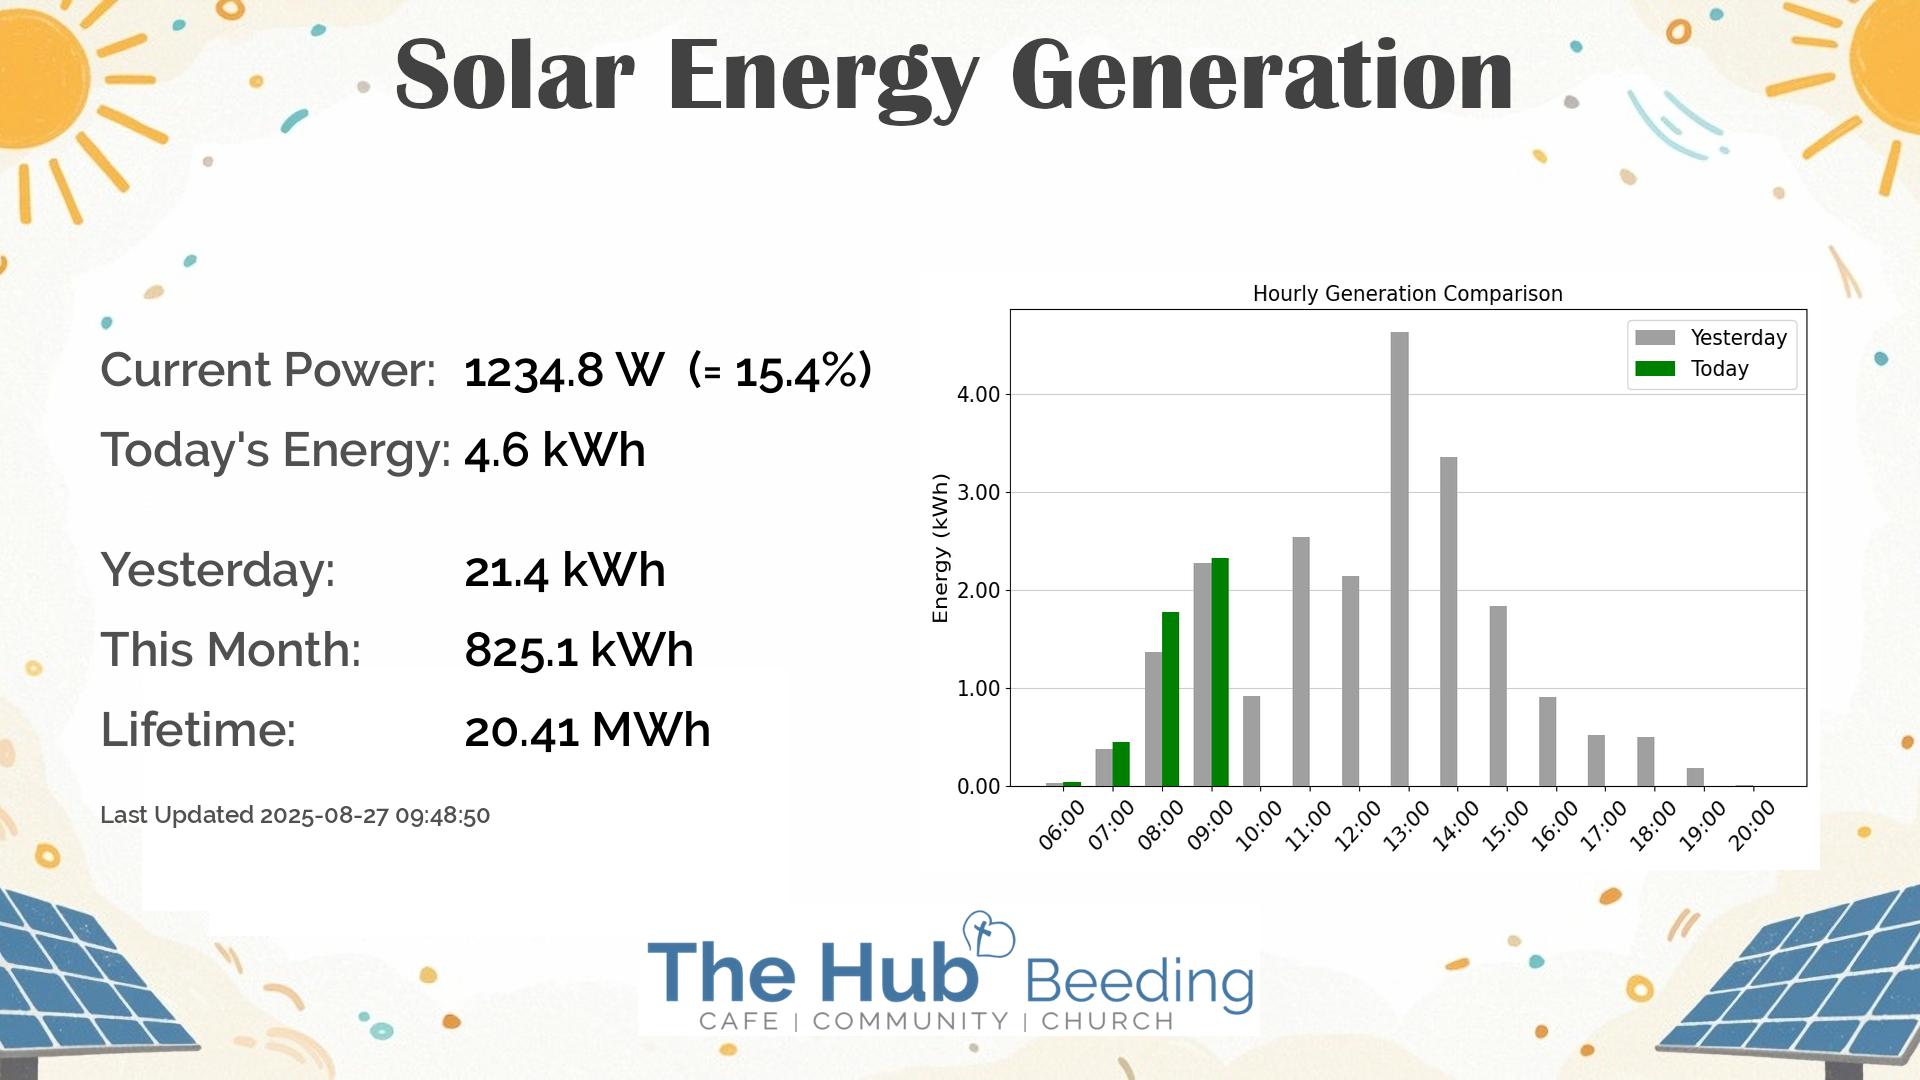 Solar Energy Generation
Current Power: 1234.8 W (= 15.4%)
Today's Energy: 4.6 kWh
Yesterday: 21.4 kWh
This Month: 825.1 kWh
Lifetime: 20.41 MWh
Last Updated 2025-08-27 09:48:50
Hourly Generation Comparison
Yesterday
Today
Energy (kWh)
4.00
3.00
2.00
1.00
0.00
06:00 07:00 08:00 09:00 10:00 11:00 12:00 13:00 14:00 15:00 16:00 17:00 18:00 19:00 20:00
The Hub Beeding
CAFE | COMMUNITY | CHURCH